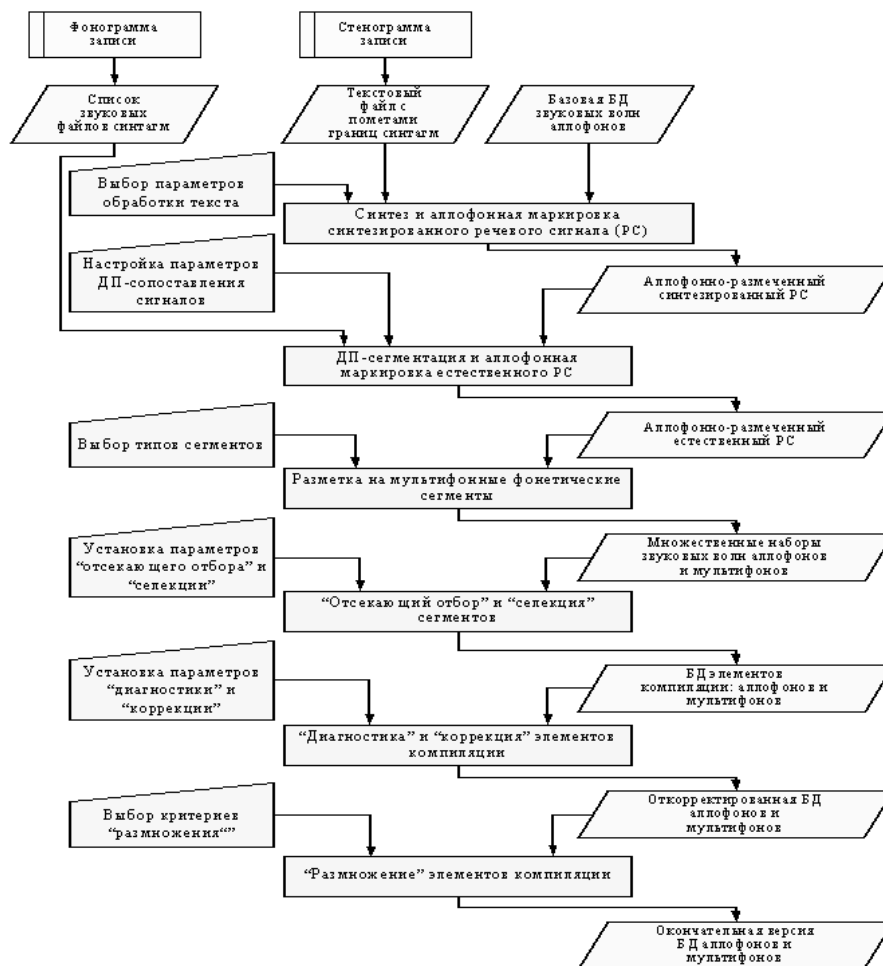 Фонограмма
записи
Стенограмма
записи
Список
звуковых
файлов синтагм
Текстовый
файл с
пометами
границ синтагм
Базовая БД
звуковых волн
аллофонов
Выбор параметров
обработки текста
Синтез и аллофонная маркировка
синтезированного речевого сигнала (РС)
Настройка параметров
ДП-сопоставления
сигналов
Аллофонно-размеченный
синтезированный РС
ДП-сегментация и аллофонная
маркировка естественного РС
Выбор типов сегментов
Аллофонно-размеченный
естественный РС
Разметка на мультифонные фонетические
сегменты
Установка параметров
“отсекающего отбора” и
“селекции”
Множественные наборы
звуковых волн аллофонов
и мультифонов
“Отсекающий отбор” и “селекция”
сегментов
Установка параметров
“диагностики” и
“коррекции”
БД элементов
компиляции: аллофонов и
мультифонов
“Диагностика” и “коррекция” элементов
компиляции
Выбор критериев
“размножения“”
Откорректированная БД
аллофонов и
мультифонов
“Размножение” элементов компиляции
Окончательная версия
БД аллофонов и
мультифонов